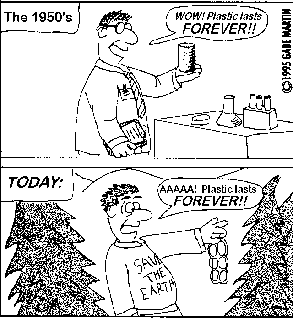 The 1950's
WOW! Plastic lasts
FOREVER!!
©1995 GABE MARTIN
TODAY:
AAAAA! Plastic lasts
FOREVER!!
SAVE
THE
EARTH